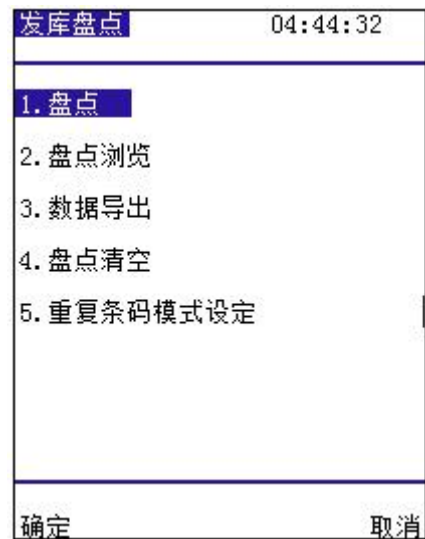 发库盘点 04:44:32
1.盘点
2.盘点浏览
3.数据导出
4.盘点清空
5.重复条码模式设定
确定 取消